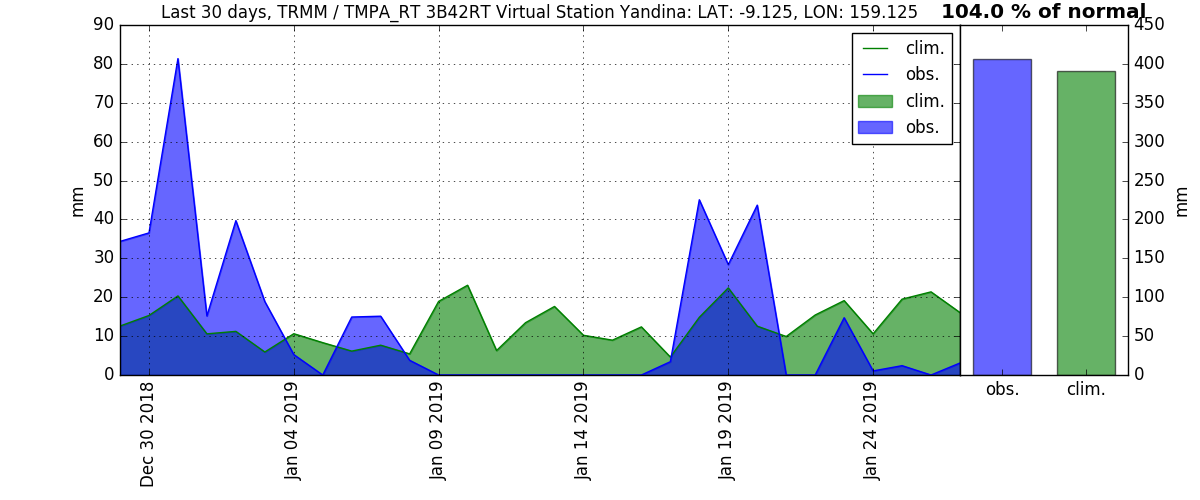 Last 30 days, TRMM / TMPA_RT 3B42RT Virtual Station Yandina: LAT: -9.125, LON: 159.125
104.0 % of normal
90
80
70
60
50
40
30
20
10
0
mm
Dec 30 2018
Jan 04 2019
Jan 09 2019
Jan 14 2019
Jan 19 2019
Jan 24 2019
clim.
obs.
clim.
obs.
450
400
350
300
250
200
150
100
50
0
mm
obs.
clim.